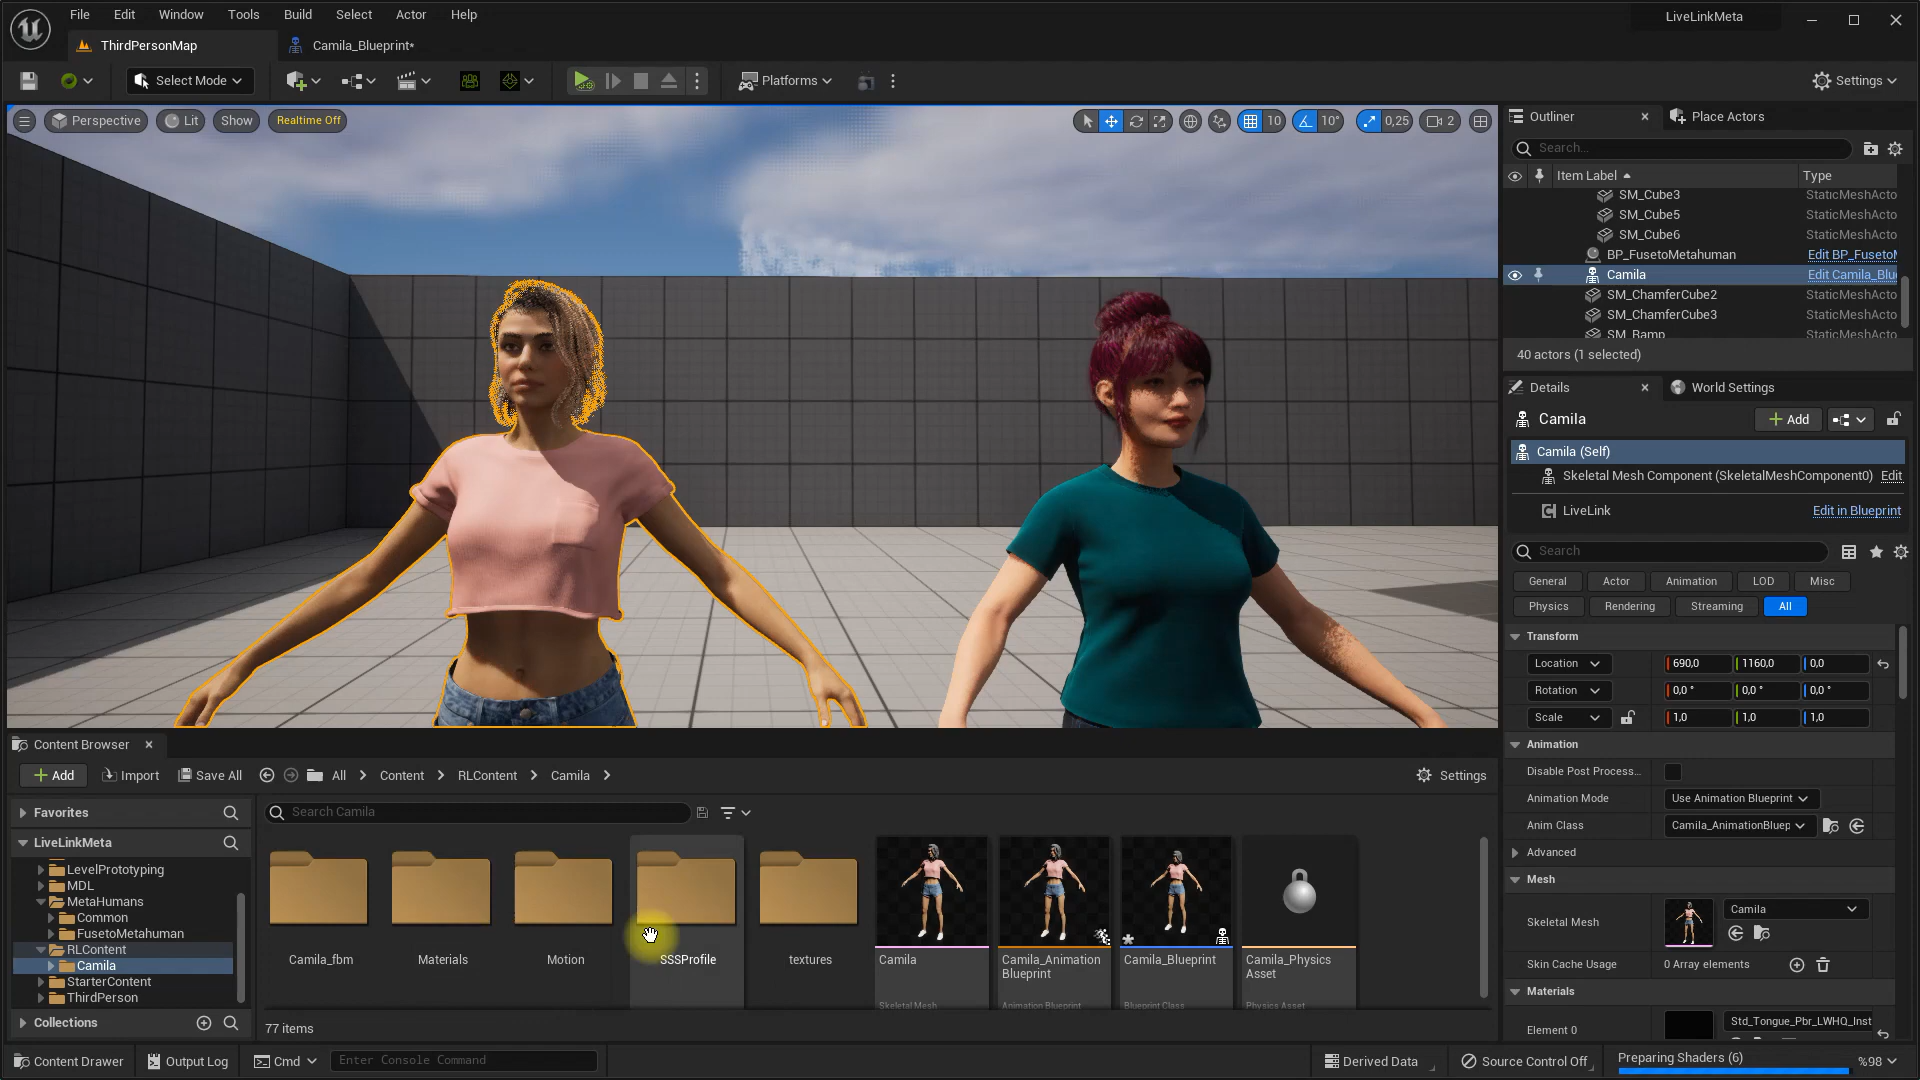 File Edit Window Tools Build Select Actor Help
LiveLinkMeta
ThirdPersonMap
Camila_Blueprint*
Select Mode
Platforms
Settings
Perspective
Lit
Show
Realtime Off
10
10°
0,25
2
Outliner
Place Actors
Search...
Item Label
Type
SM_Cube3 StaticMeshActo
SM_Cube5 StaticMeshActo
SM_Cube6 StaticMeshActo
BP_FusetoMetahuman Edit BP_FusetoM
Camila Edit Camila_Blue
SM_ChamferCube2 StaticMeshActo
SM_ChamferCube3 StaticMeshActo
SM_Ramp StaticMeshActo
40 actors (1 selected)
Details
World Settings
Camila
Add
Camila (Self)
Skeletal Mesh Component (SkeletalMeshComponent0) Edit
LiveLink Edit in Blueprint
Search
General Actor Animation LOD Misc
Physics Rendering Streaming All
Transform
Location 690,0 1160,0 0,0
Rotation 0,0 ° 0,0 ° 0,0 °
Scale 1,0 1,0 1,0
Animation
Disable Post Process...
Animation Mode Use Animation Blueprint
Anim Class Camila_AnimationBluep
Advanced
Mesh
Skeletal Mesh Camila
Skin Cache Usage 0 Array elements
Materials
Element 0 Std_Tongue_Pbr_LWHQ_Inst
Content Browser
Add Import Save All All Content RLContent Camila
Settings
Favorites
Search Camila
LiveLinkMeta
LevelPrototyping
MDL
MetaHumans
Common
FusetoMetahuman
RLContent
Camila
StarterContent
ThirdPerson
Collections
Camila_fbm
Materials
Motion
SSSProfile
textures
Camila
Skeletal Mesh
Camila_Animation
Blueprint
Animation Blueprint
Camila_Blueprint
Blueprint Class
Camila_Physics
Asset
Physics Asset
77 items
Content Drawer
Output Log
Cmd
Enter Console Command
Derived Data
Source Control Off
Preparing Shaders (6)
%98